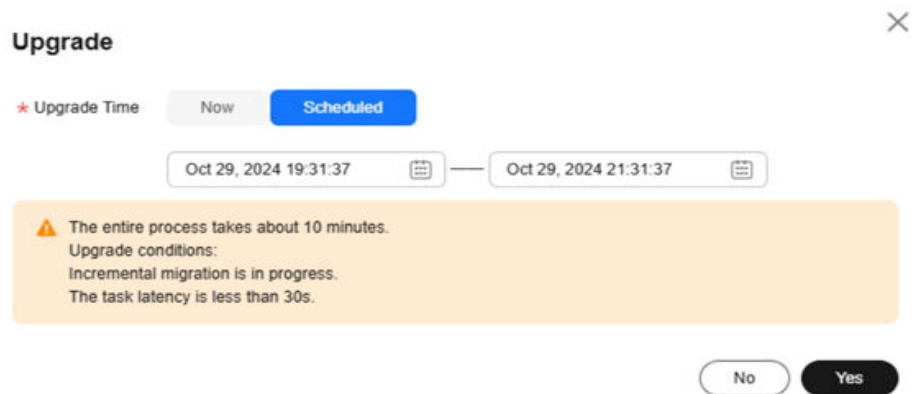 Upgrade
* Upgrade Time Now Scheduled
Oct 29, 2024 19:31:37 — Oct 29, 2024 21:31:37
The entire process takes about 10 minutes.
Upgrade conditions:
Incremental migration is in progress.
The task latency is less than 30s.
No Yes